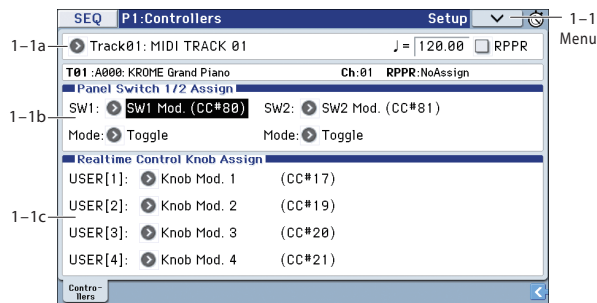 SEQ P1:Controllers Setup
1–1
Menu
1–1a
Track01: MIDI TRACK 01 ♩= 120.00 RPPR
T01 :A000: KROME Grand Piano Ch:01 RPPR:NoAssign
Panel Switch 1/2 Assign
1–1b
SW1: SW1 Mod. (CC#80) SW2: SW2 Mod. (CC#81)
Mode: Toggle Mode: Toggle
Realtime Control Knob Assign
USER[1]: Knob Mod. 1 (CC#17)
USER[2]: Knob Mod. 2 (CC#19)
1–1c
USER[3]: Knob Mod. 3 (CC#20)
USER[4]: Knob Mod. 4 (CC#21)
Contro-
llers